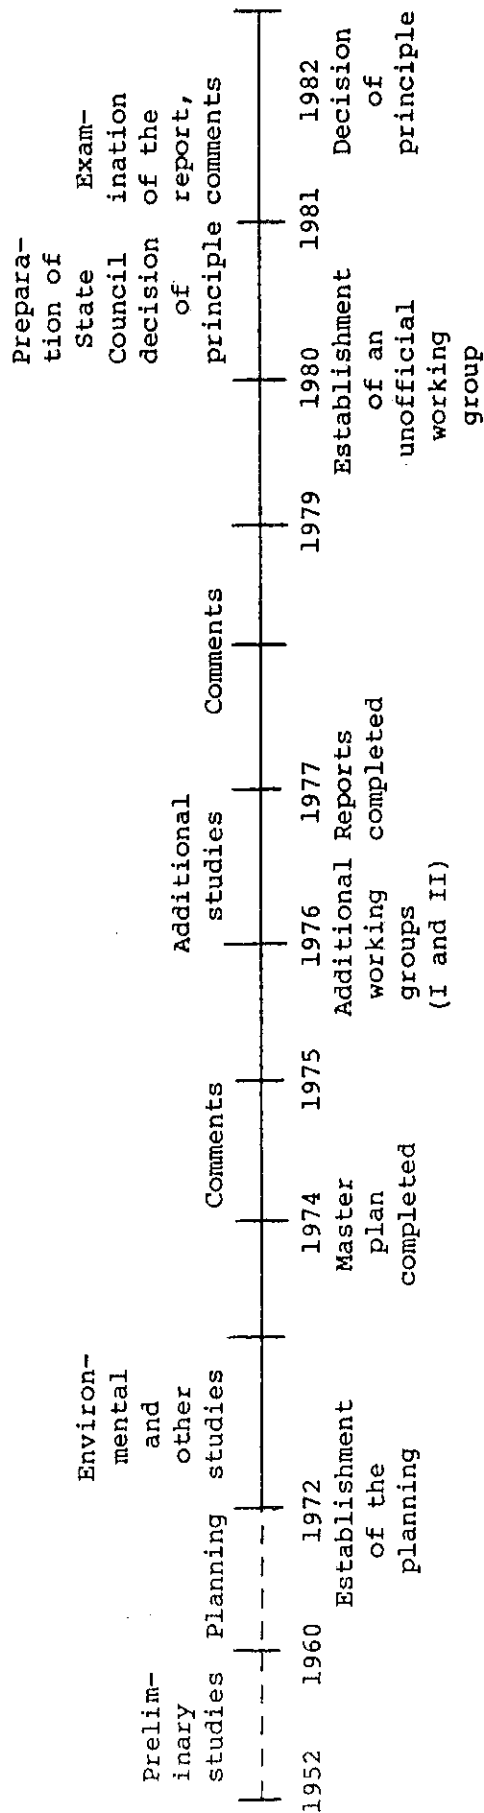 Prelim-
inary
studies
Planning
Environ-
mental
and
other
studies
Comments
Additional
studies
Comments
Prepara-
tion of
State
Council
decision
of
principle
Exam-
ination
of the
report,
comments
1952
1960
1972
1974
1975
1976
1977
1979
1980
1981
1982
Establishment
of the
planning
Master
plan
completed
Additional
working
groups
(I and II)
Reports
completed
Establishment
of an
unofficial
working
group
Decision
of
principle